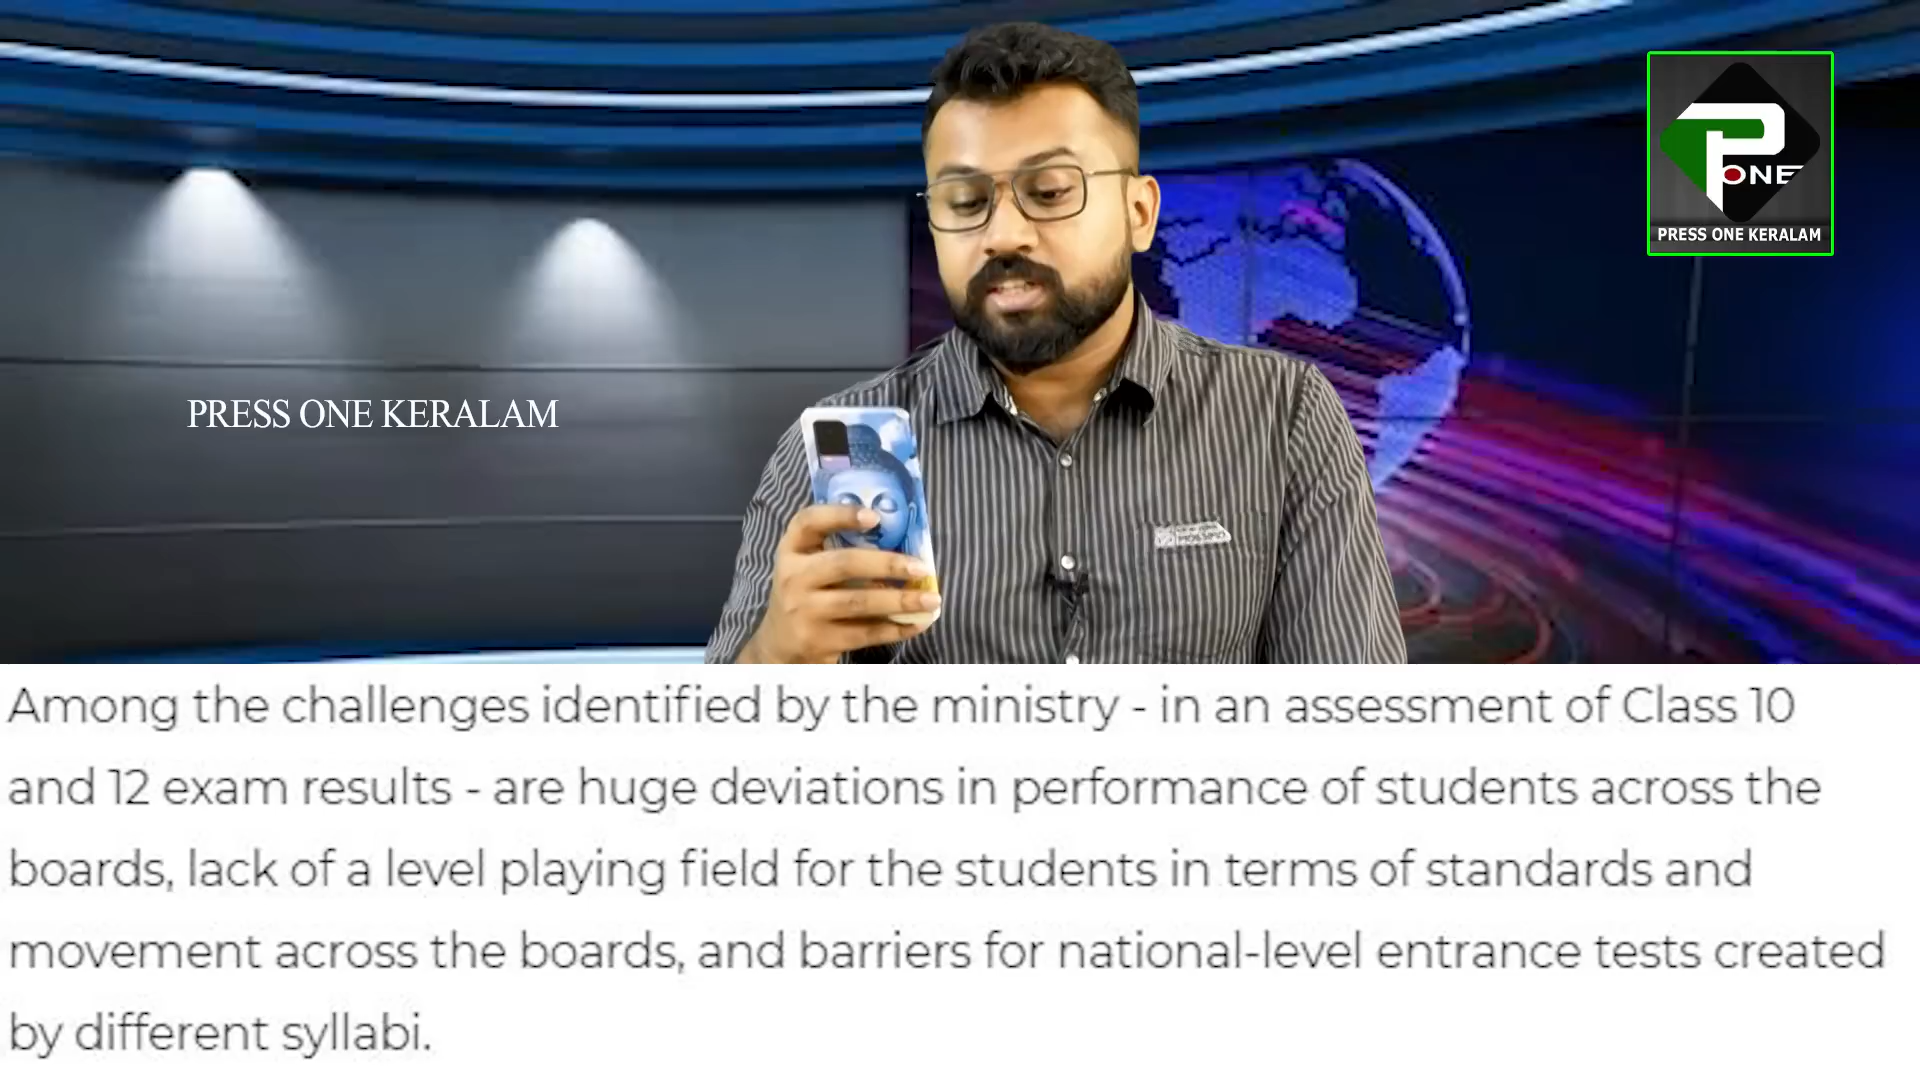 P
ONE
PRESS ONE KERALAM
PRESS ONE KERALAM
Among the challenges identified by the ministry - in an assessment of Class 10
and 12 exam results - are huge deviations in performance of students across the
boards, lack of a level playing field for the students in terms of standards and
movement across the boards, and barriers for national-level entrance tests created
by different syllabi.